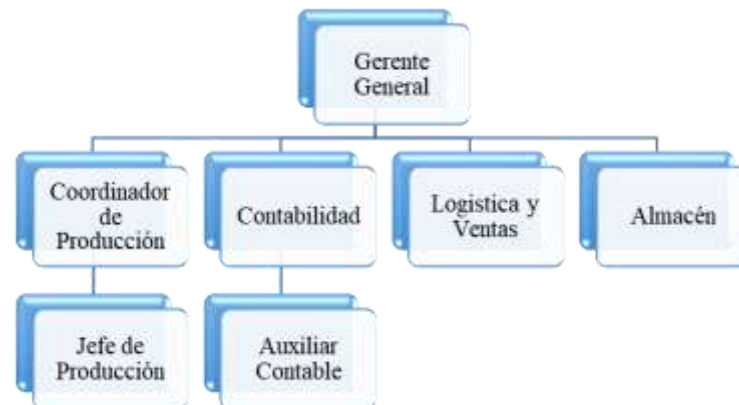 Gerente
General
Coordinador
de
Producción
Contabilidad
Logistica y
Ventas
Almacén
Jefe de
Producción
Auxiliar
Contable